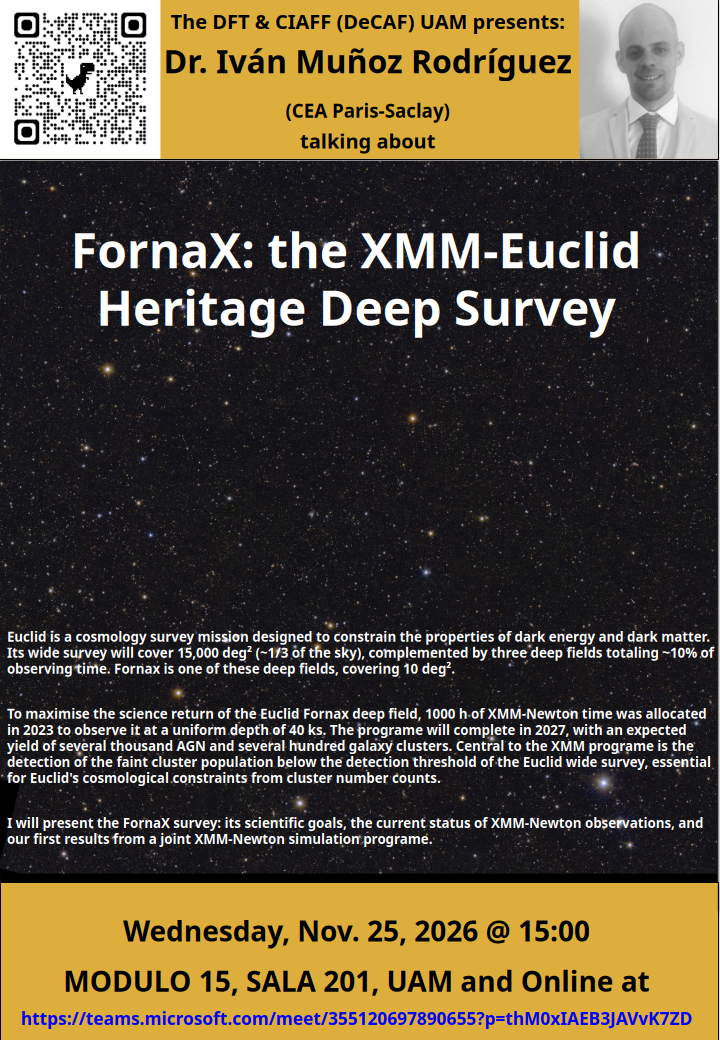 The DFT & CIAFF (DeCAF) UAM presents:
Dr. Iván Muñoz Rodríguez
(CEA Paris-Saclay)
talking about
FornaX: the XMM-Euclid
Heritage Deep Survey
Euclid is a cosmology survey mission designed to constrain the properties of dark energy and dark matter.
Its wide survey will cover 15,000 deg² (~1/3 of the sky), complemented by three deep fields totaling ~10% of
observing time. Fornax is one of these deep fields, covering 10 deg².
To maximise the science return of the Euclid Fornax deep field, 1000 h of XMM-Newton time was allocated
in 2023 to observe it at a uniform depth of 40 ks. The programe will complete in 2027, with an expected
yield of several thousand AGN and several hundred galaxy clusters. Central to the XMM programe is the
detection of the faint cluster population below the detection threshold of the Euclid wide survey, essential
for Euclid's cosmological constraints from cluster number counts.
I will present the FornaX survey: its scientific goals, the current status of XMM-Newton observations, and
our first results from a joint XMM-Newton simulation programe.
Wednesday, Nov. 25, 2026 @ 15:00
MODULO 15, SALA 201, UAM and Online at
https://teams.microsoft.com/meet/355120697890655?p=thM0xIAEB3JAVvK7ZD